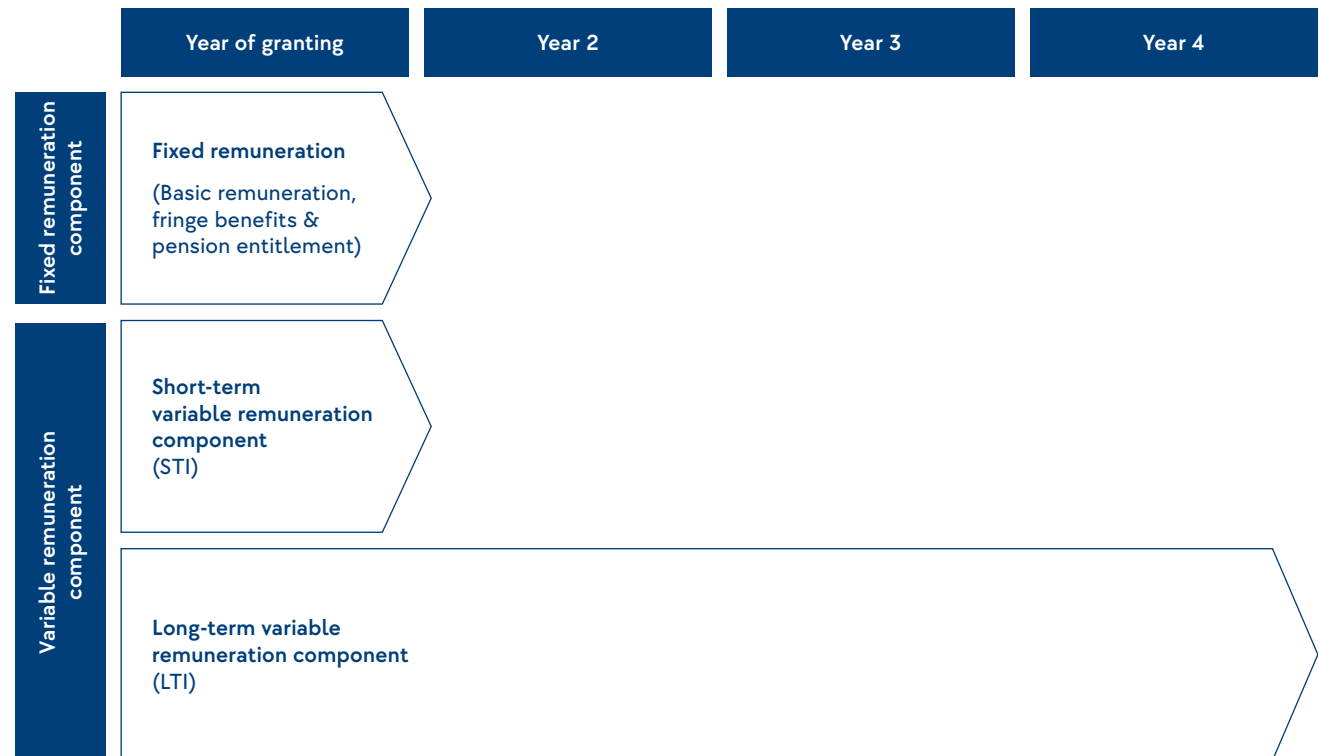 Year of granting
Year 2
Year 3
Year 4
Fixed remuneration
component
Fixed remuneration
(Basic remuneration,
fringe benefits &
pension entitlement)
Variable remuneration
component
Short-term
variable remuneration
component
(STI)
Long-term variable
remuneration component
(LTI)